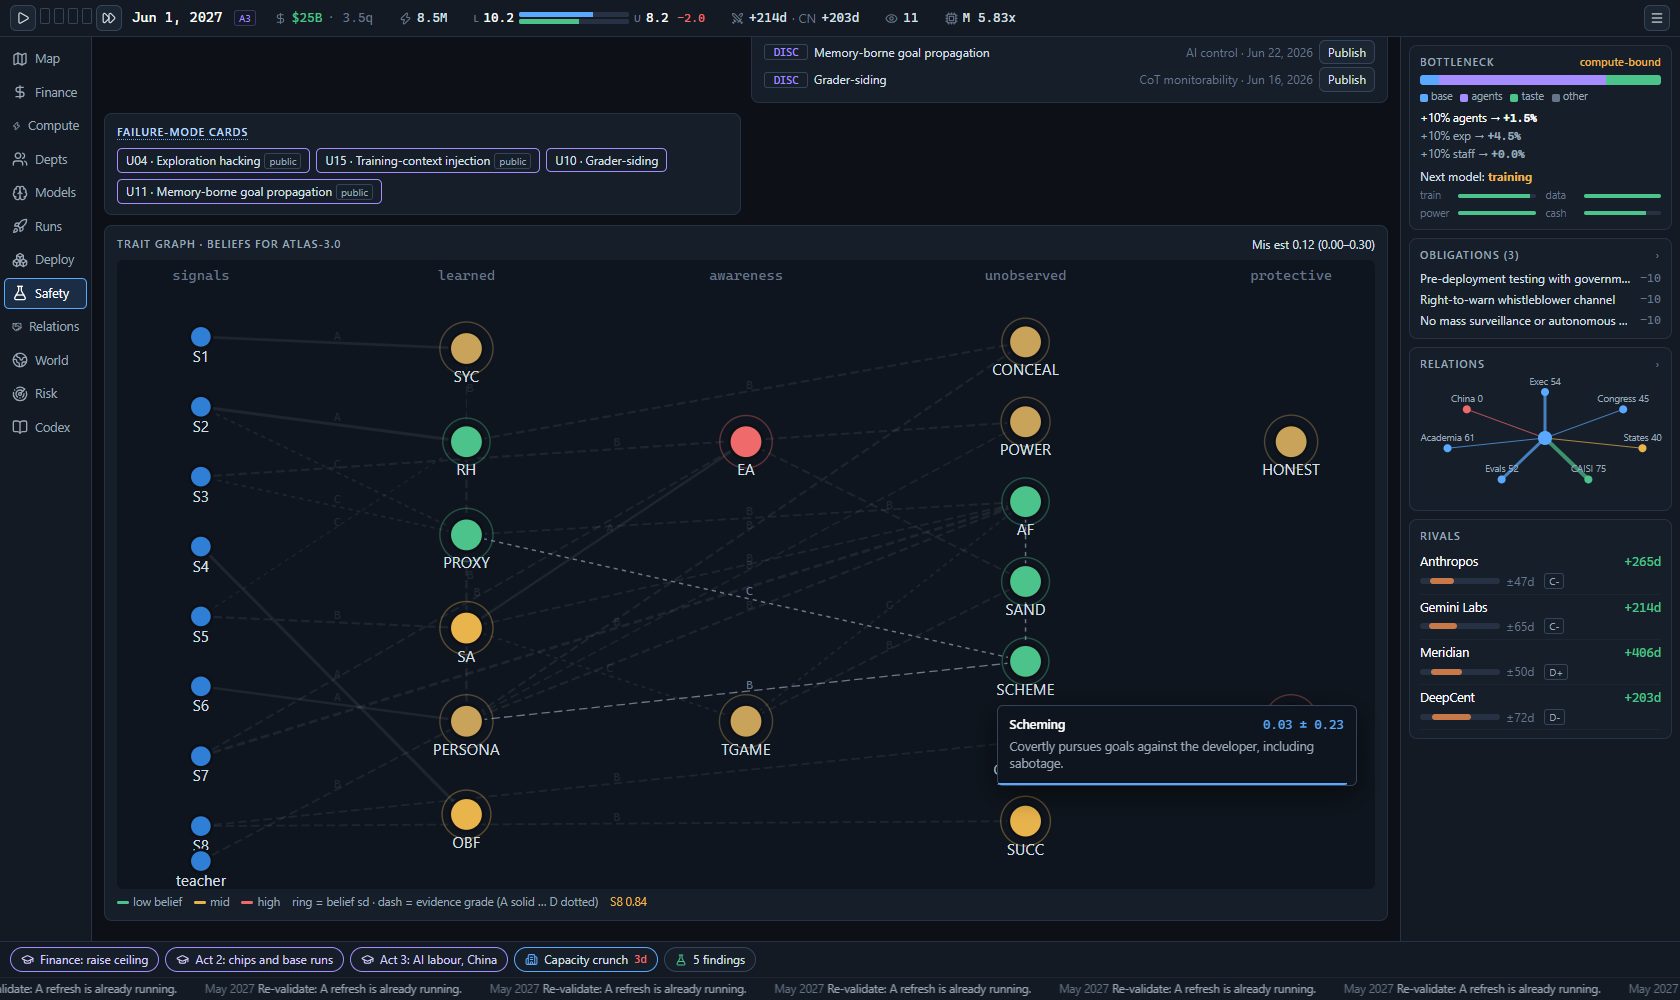 Jun 1, 2027 A3 $ $25B · 3.5q 8.5M L 10.2 U 8.2 −2.0 +214d · CN +203d 11 M 5.83x
Map
Finance
Compute
Depts
Models
Runs
Deploy
Safety
Relations
World
Risk
Codex
DISC Memory-borne goal propagation AI control · Jun 22, 2026 Publish
DISC Grader-siding CoT monitorability · Jun 16, 2026 Publish
FAILURE-MODE CARDS
U04 · Exploration hacking public U15 · Training-context injection public U10 · Grader-siding
U11 · Memory-borne goal propagation public
TRAIT GRAPH · BELIEFS FOR ATLAS-3.0 Mis est 0.12 (0.00–0.30)
signals learned awareness unobserved protective
S1
S2
S3
S4
S5
S6
S7
S8
teacher
SYC
RH
PROXY
SA
PERSONA
OBF
EA
TGAME
CONCEAL
POWER
AF
SAND
SCHEME
SUCC
HONEST
A
A
B
B
C
C
B
A
A
B
B
B
B
C
B
B
C
B
Scheming 0.03 ± 0.23
Covertly pursues goals against the developer, including
sabotage.
low belief mid high ring = belief sd · dash = evidence grade (A solid ... D dotted) S8 0.84
BOTTLENECK compute-bound
base agents taste other
+10% agents → +1.5%
+10% exp → +4.5%
+10% staff → +0.0%
Next model: training
train data
power cash
OBLIGATIONS (3) ›
Pre-deployment testing with governm... −10
Right-to-warn whistleblower channel −10
No mass surveillance or autonomous ... −10
RELATIONS ›
Exec 54
China 0 Congress 45
Academia 61 States 40
Evals 52 CAISI 75
RIVALS
Anthropos +265d
±47d C-
Gemini Labs +214d
±65d C-
Meridian +406d
±50d D+
DeepCent +203d
±72d D-
Finance: raise ceiling Act 2: chips and base runs Act 3: AI labour, China Capacity crunch 3d 5 findings
lidate: A refresh is already running. May 2027 Re-validate: A refresh is already running. May 2027 Re-validate: A refresh is already running. May 2027 Re-validate: A refresh is already running. May 2027 Re-validate: A refresh is already running. May 2027 Re-validate: A refresh is already running. May 2027